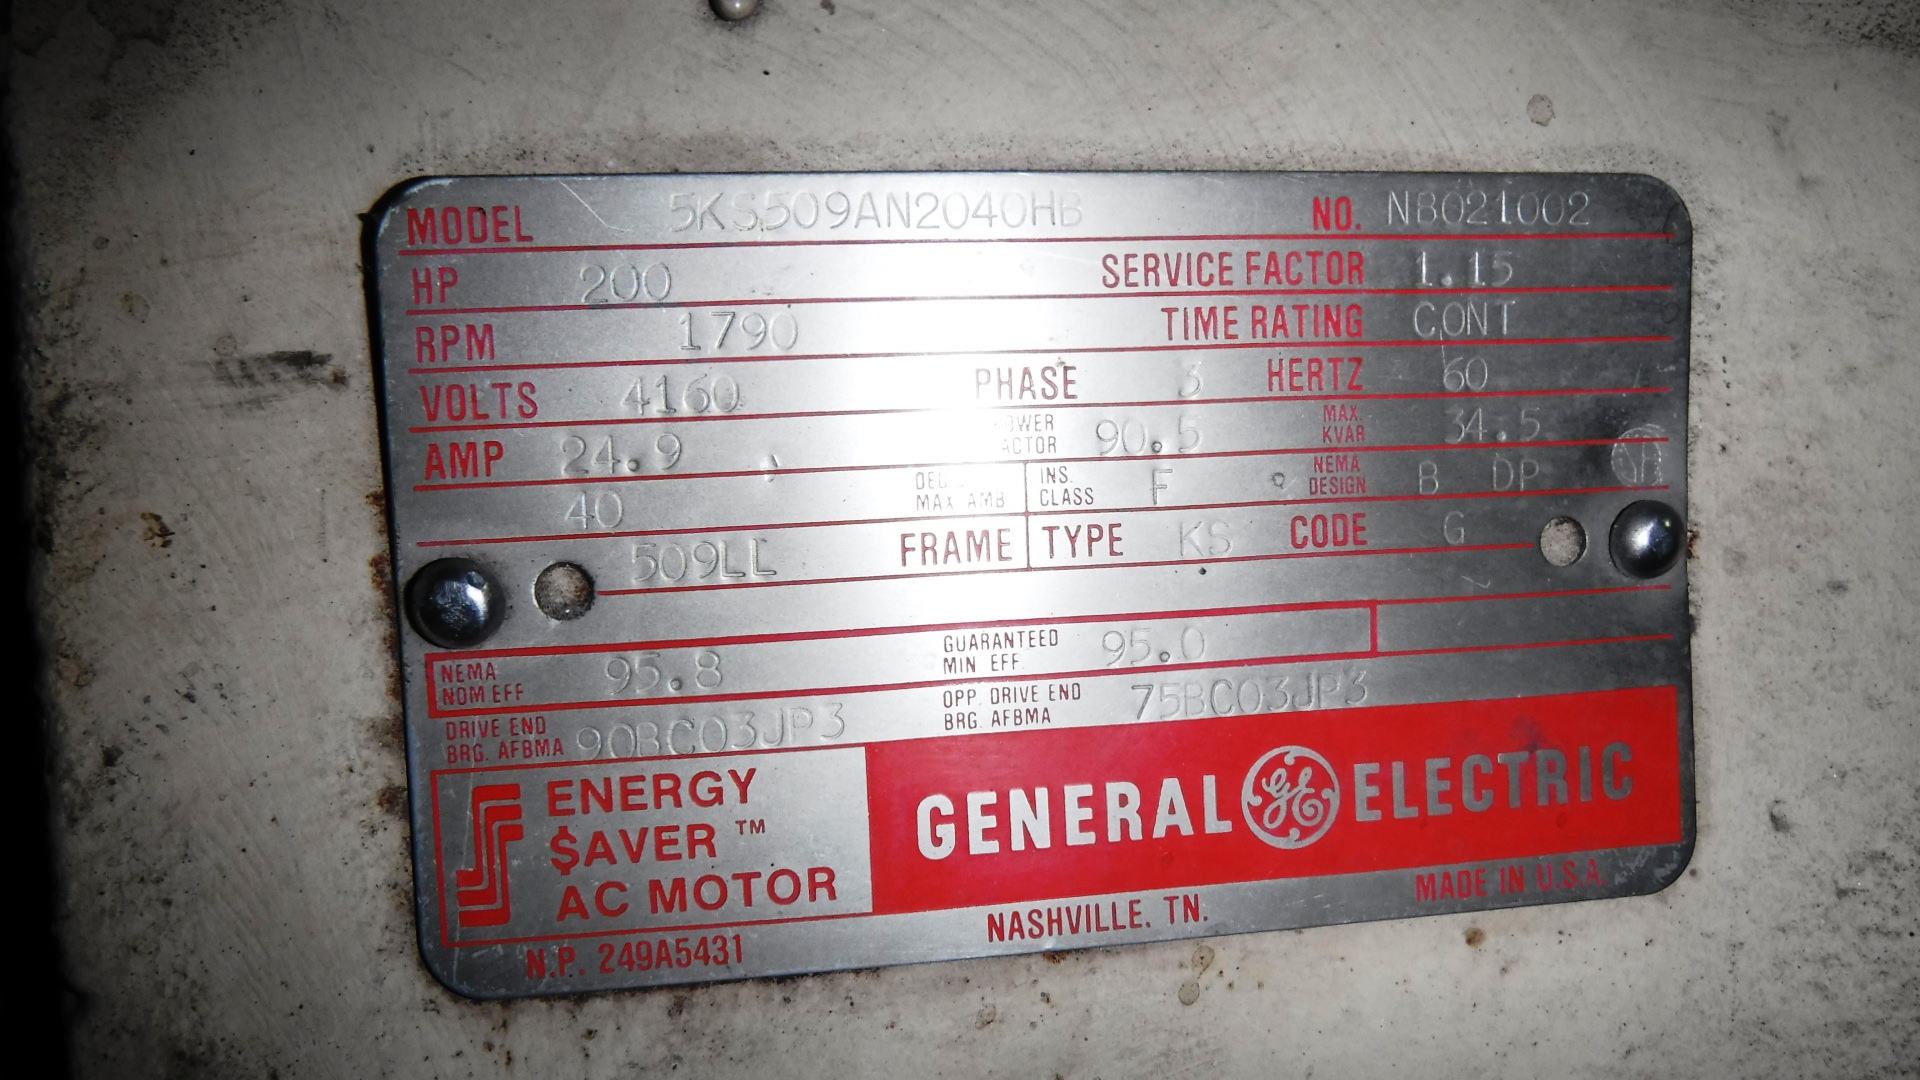 MODEL 5KS509AN2040HB NO. NB021002
HP 200 SERVICE FACTOR 1.15
RPM 1790 TIME RATING CONT
VOLTS 4160 PHASE 3 HERTZ 60
AMP 24.9 90.5 MAX. KVAR 34.5
40 MAX AMB INS. CLASS F NEMA DESIGN B DP
509LL FRAME TYPE KS CODE G
NEMA NOM EFF 95.8 GUARANTEED MIN EFF. 95.0
DRIVE END BRG. AFBMA 90BC03JP3 OPP. DRIVE END BRG. AFBMA 75BC03JP3
ENERGY
$AVER™
AC MOTOR
GENERAL GE ELECTRIC
N.P. 249A5431 NASHVILLE, TN. MADE IN U.S.A.